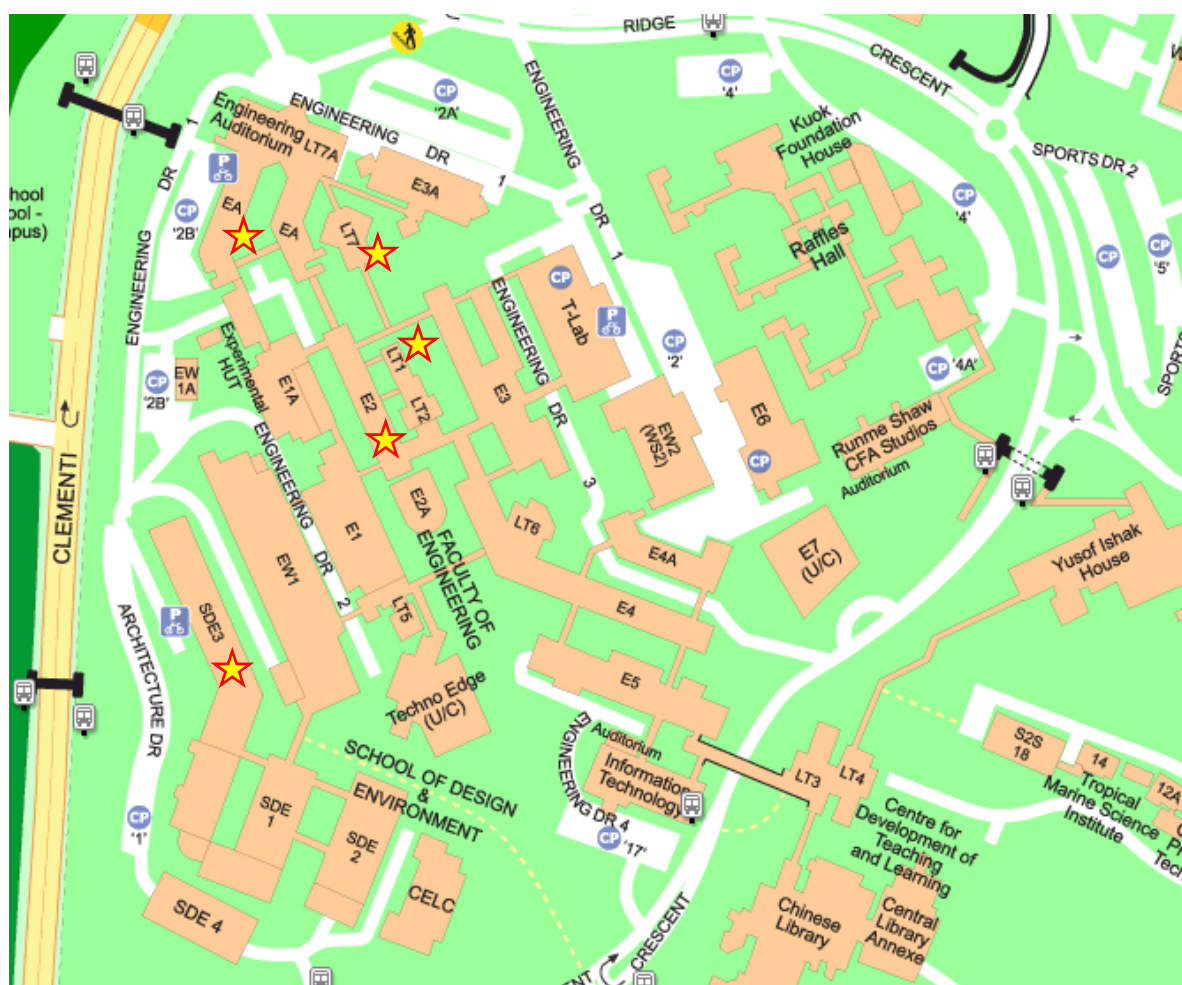 RIDGE
CRESCENT
CP
'4'
ENGINEERING
DR
1
CP
'2A'
ENGINEERING
DR
1
Engineering
Auditorium
LT7A
Kuok
Foundation
House
SPORTS DR 2
1
DR
ENGINEERING
P
E3A
CP
'4'
EA
EA
LT7
CP
'2B'
Raffles
Hall
CP
CP
'5'
CP
T-Lab
P
ENGINEERING
DR
3
Experimental
HUT
LT1
E1A
E2
LT2
E3
CP
'2'
CP
'4A'
SPORTS
EW
1A
CP
'2B'
E6
CP
EW2
(WS2)
Runme Shaw
CFA Studios
Auditorium
CLEMENTI
ENGINEERING
DR
2
E2A
E1
EW1
FACULTY OF
ENGINEERING
LT6
E4A
E7
(U/C)
Yusof Ishak
House
SDE3
P
ARCHITECTURE DR
LT5
E4
E5
Techno Edge
(U/C)
SCHOOL OF DESIGN
&
ENVIRONMENT
Auditorium
Information
Technology
ENGINEERING DR 4
CP
'17'
LT3
LT4
S2S
18
14
12A
Tropical
Marine Science
Institute
Centre for
Development of
Teaching
and Learning
CP
'1'
SDE
1
SDE
2
SDE 4
CELC
Chinese
Library
Central
Library
Annexe
CRESCENT